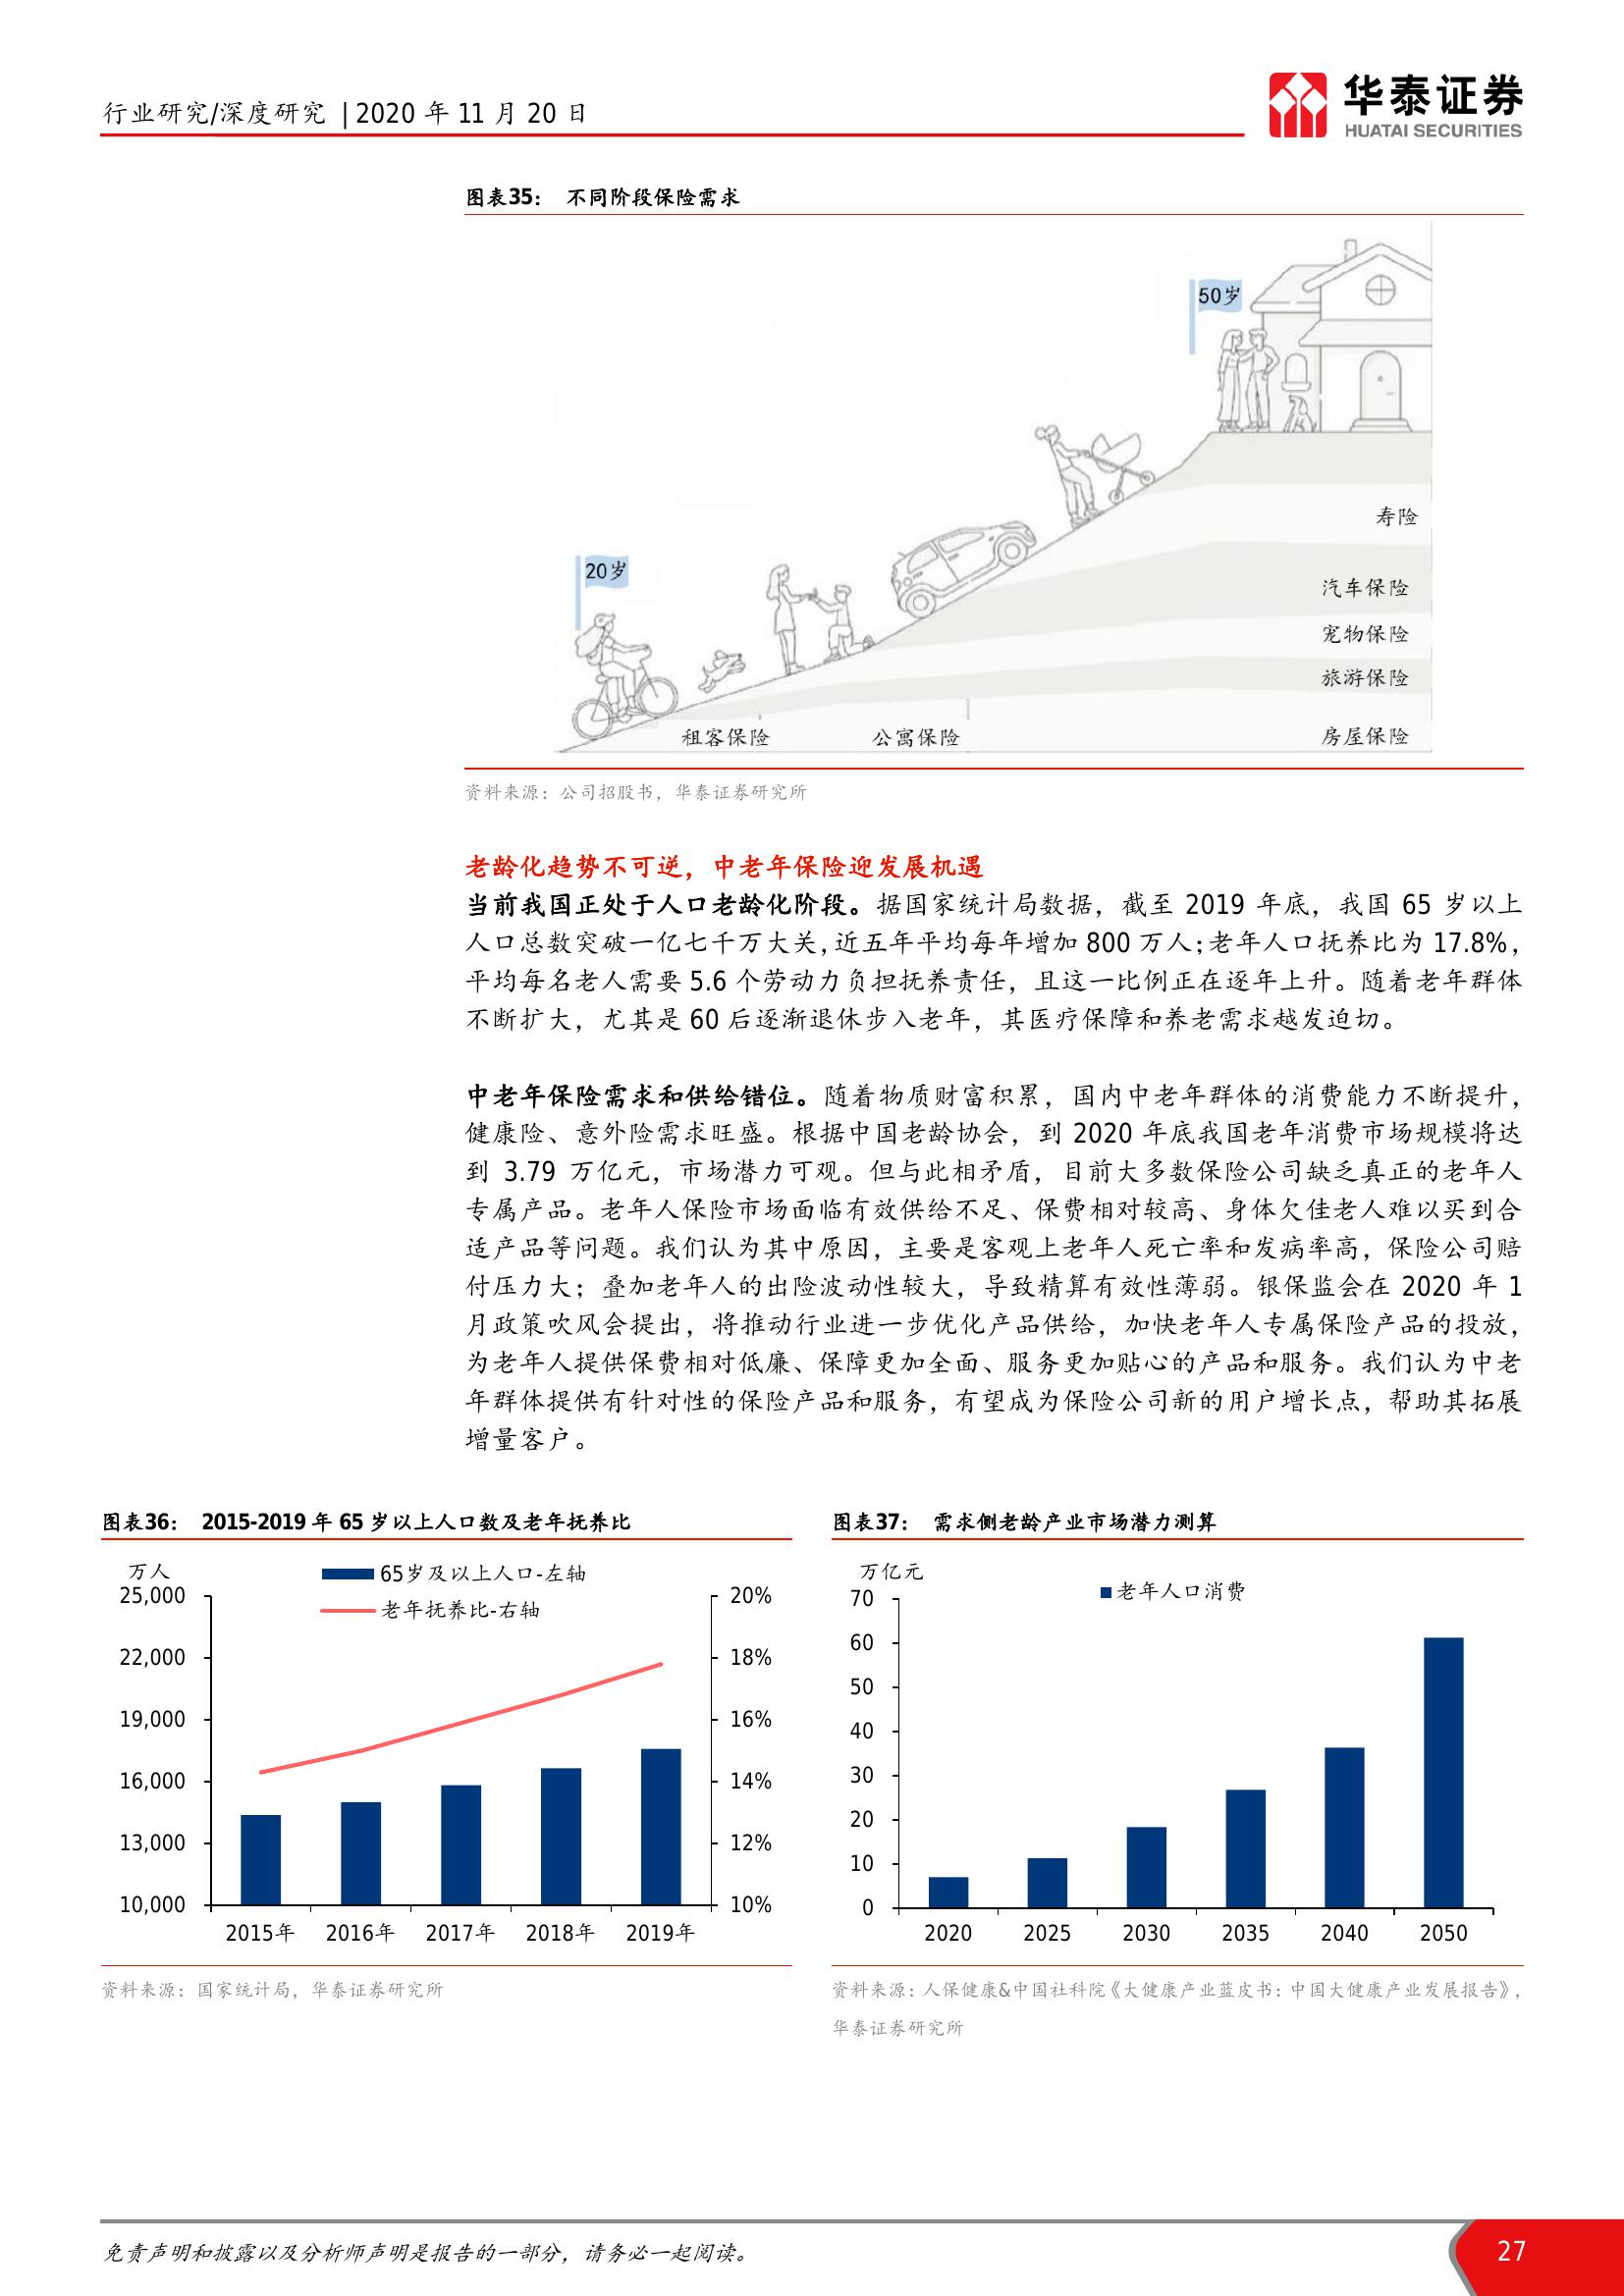 行业研究/深度研究 | 2020 年 11 月 20 日
华泰证券
HUATAI SECURITIES
图表35： 不同阶段保险需求
50岁
20岁
寿险
汽车保险
宠物保险
旅游保险
租客保险 公寓保险 房屋保险
资料来源：公司招股书，华泰证券研究所
老龄化趋势不可逆，中老年保险迎发展机遇
当前我国正处于人口老龄化阶段。据国家统计局数据，截至 2019 年底，我国 65 岁以上
人口总数突破一亿七千万大关，近五年平均每年增加 800 万人；老年人口抚养比为 17.8%，
平均每名老人需要 5.6 个劳动力负担抚养责任，且这一比例正在逐年上升。随着老年群体
不断扩大，尤其是 60 后逐渐退休步入老年，其医疗保障和养老需求越发迫切。
中老年保险需求和供给错位。随着物质财富积累，国内中老年群体的消费能力不断提升，
健康险、意外险需求旺盛。根据中国老龄协会，到 2020 年底我国老年消费市场规模将达
到 3.79 万亿元，市场潜力可观。但与此相矛盾，目前大多数保险公司缺乏真正的老年人
专属产品。老年人保险市场面临有效供给不足、保费相对较高、身体欠佳老人难以买到合
适产品等问题。我们认为其中原因，主要是客观上老年人死亡率和发病率高，保险公司赔
付压力大；叠加老年人的出险波动性较大，导致精算有效性薄弱。银保监会在 2020 年 1
月政策吹风会提出，将推动行业进一步优化产品供给，加快老年人专属保险产品的投放，
为老年人提供保费相对低廉、保障更加全面、服务更加贴心的产品和服务。我们认为中老
年群体提供有针对性的保险产品和服务，有望成为保险公司新的用户增长点，帮助其拓展
增量客户。
图表36： 2015-2019 年 65 岁以上人口数及老年抚养比
万人
65岁及以上人口-左轴
老年抚养比-右轴
25,000 20%
22,000 18%
19,000 16%
16,000 14%
13,000 12%
10,000 10%
2015年 2016年 2017年 2018年 2019年
资料来源：国家统计局，华泰证券研究所
图表37： 需求侧老龄产业市场潜力测算
万亿元
老年人口消费
70
60
50
40
30
20
10
0
2020 2025 2030 2035 2040 2050
资料来源：人保健康&中国社科院《大健康产业蓝皮书：中国大健康产业发展报告》，
华泰证券研究所
免责声明和披露以及分析师声明是报告的一部分，请务必一起阅读。
27